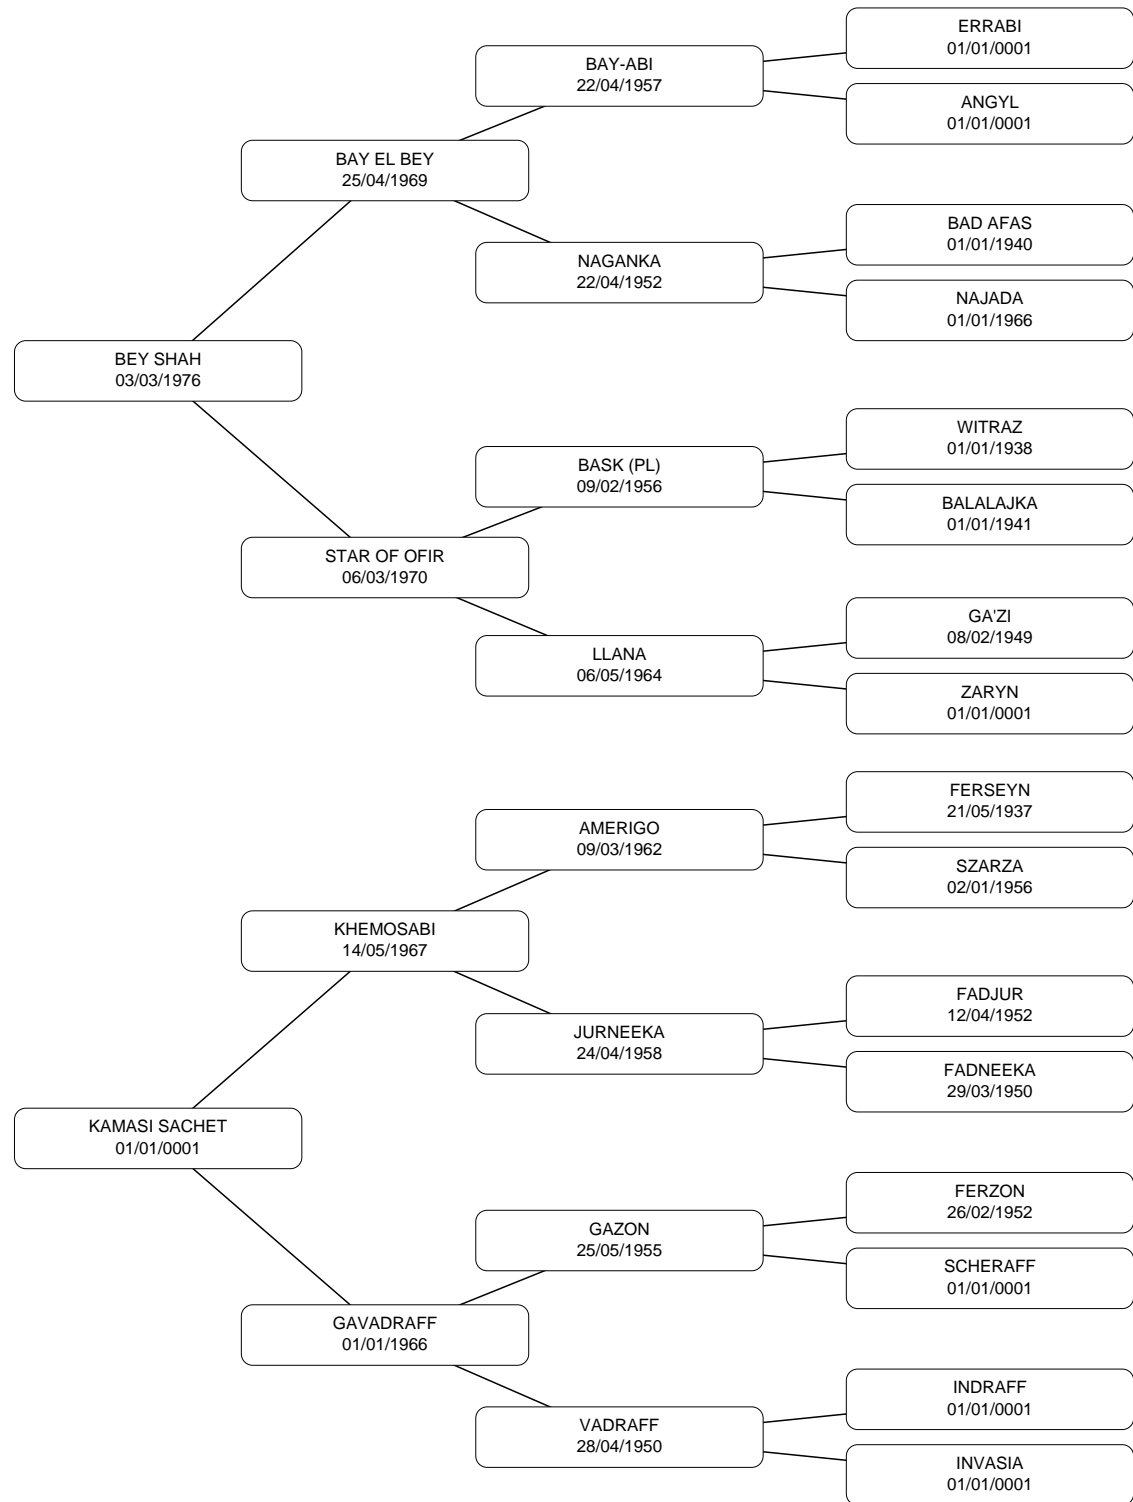 ERRABI
01/01/0001
BAY-ABI
22/04/1957
ANGYL
01/01/0001
BAY EL BEY
25/04/1969
BAD AFAS
01/01/1940
NAGANKA
22/04/1952
NAJADA
01/01/1966
BEY SHAH
03/03/1976
WITRAZ
01/01/1938
BASK (PL)
09/02/1956
BALALAJKA
01/01/1941
STAR OF OFIR
06/03/1970
GA'ZI
08/02/1949
LLANA
06/05/1964
ZARYN
01/01/0001
FERSEYN
21/05/1937
AMERIGO
09/03/1962
SZARZA
02/01/1956
KHEMOSABI
14/05/1967
FADJUR
12/04/1952
JURNEEKA
24/04/1958
FADNEEKA
29/03/1950
KAMASI SACHET
01/01/0001
FERZON
26/02/1952
GAZON
25/05/1955
SCHERAFF
01/01/0001
GAVADRAFF
01/01/1966
INDRAFF
01/01/0001
VADRAFF
28/04/1950
INVASIA
01/01/0001